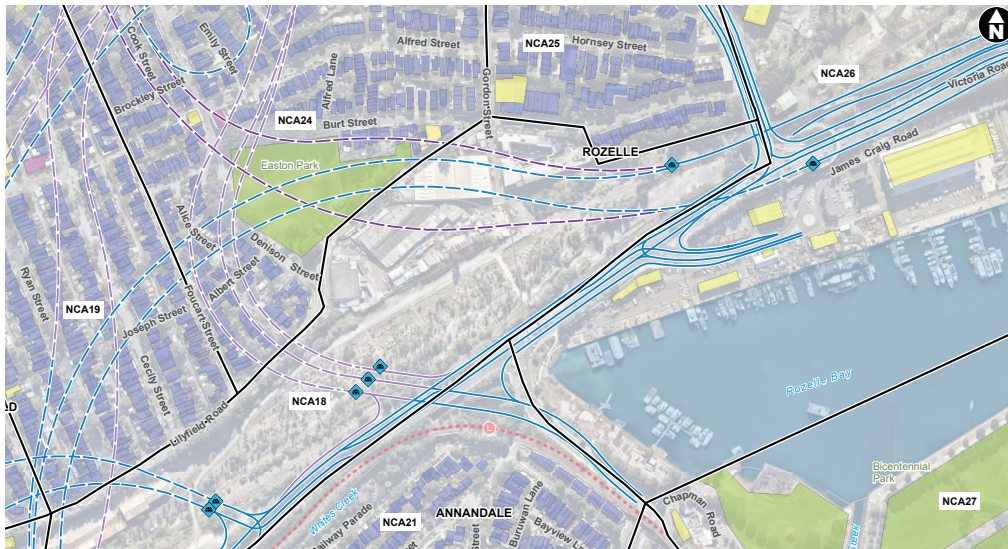 Emily Street
Cook Street
Alfred Street
NCA25
Hornsey Street
N
NCA26
Victoria Road
Brockley Street
Alfred Lane
Gordon Street
NCA24
Burt Street
James Craig Road
ROZELLE
Easton Park
Alice Street
Denison Street
Albert Street
Ryan Street
NCA19
Foucart Street
Joseph Street
Cecily Street
Rozelle Bay
NCA18
Lilyfield Road
L
Bicentennial
Park
NCA27
Whites Creek
ANNANDALE
Chapman Road
NCA21
Buruwan Lane
Street
Bayview